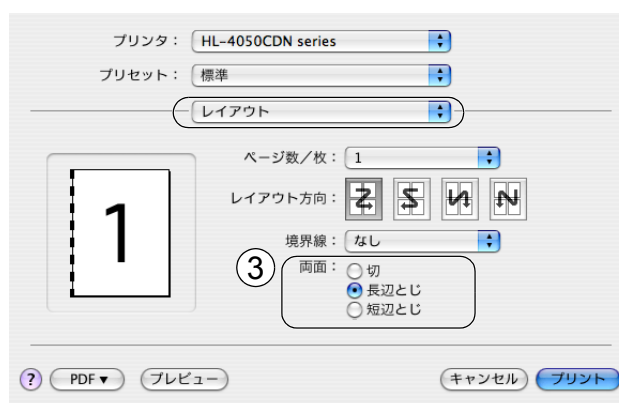 プリンタ： HL-4050CDN series
プリセット： 標準
レイアウト
ページ数／枚： 1
レイアウト方向：
境界線： なし
1
③ 両面： 切
長辺とじ
短辺とじ
? PDF▼ プレビュー キャンセル プリント